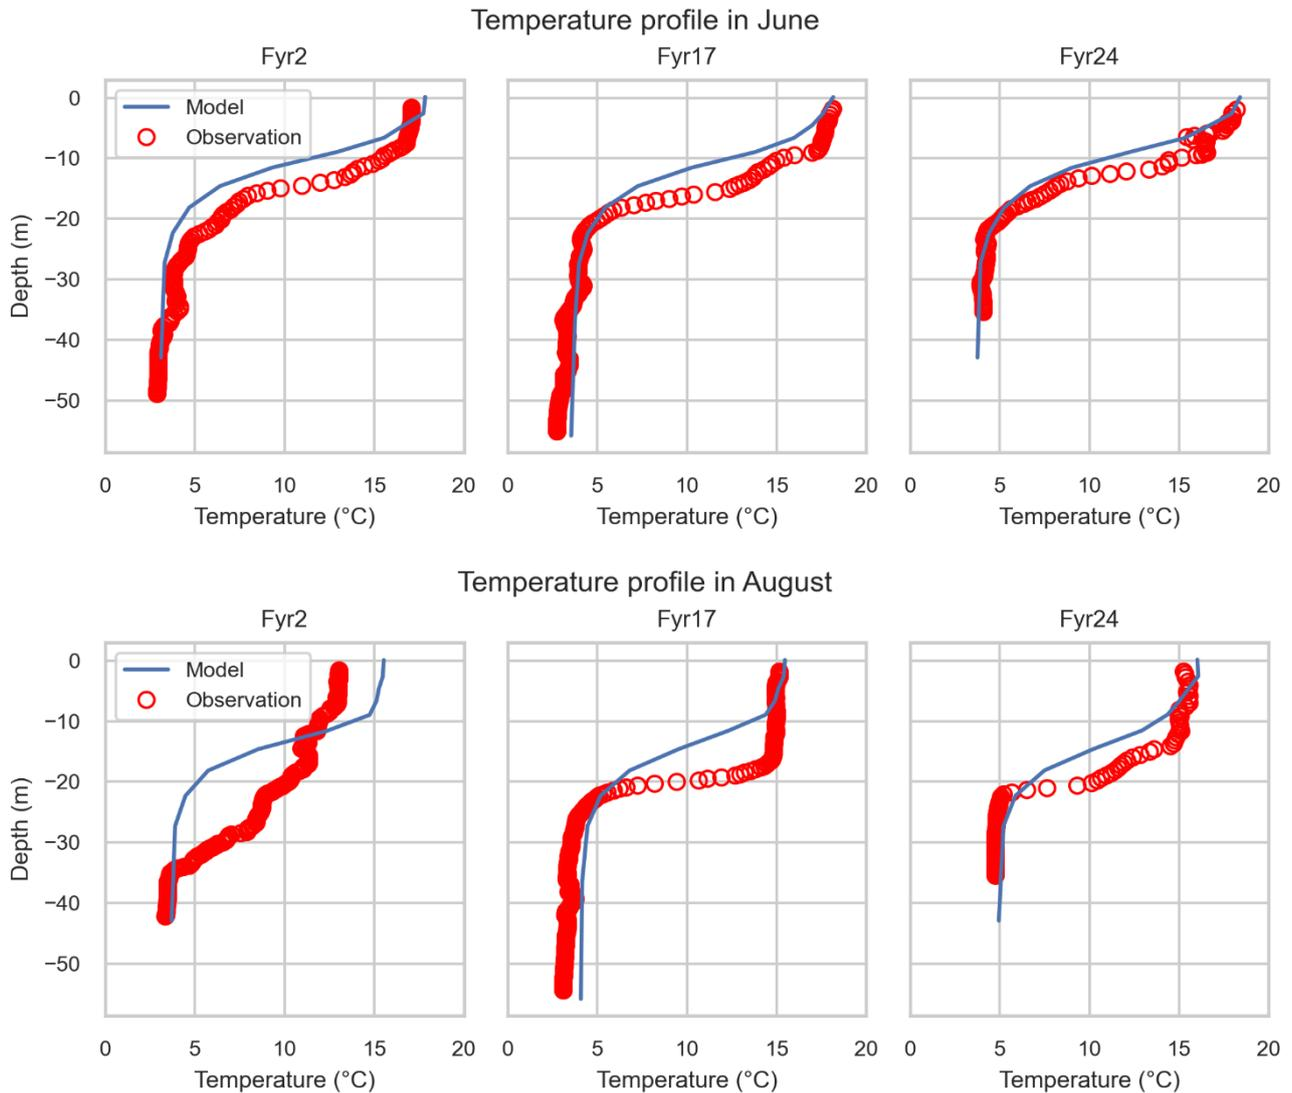 Temperature profile in June
Fyr2 Fyr17 Fyr24
Model
Observation
0
−10
−20
−30
−40
−50
Depth (m)
0 5 10 15 20 0 5 10 15 20 0 5 10 15 20
Temperature (°C) Temperature (°C) Temperature (°C)
Temperature profile in August
Fyr2 Fyr17 Fyr24
Model
Observation
0
−10
−20
−30
−40
−50
Depth (m)
0 5 10 15 20 0 5 10 15 20 0 5 10 15 20
Temperature (°C) Temperature (°C) Temperature (°C)